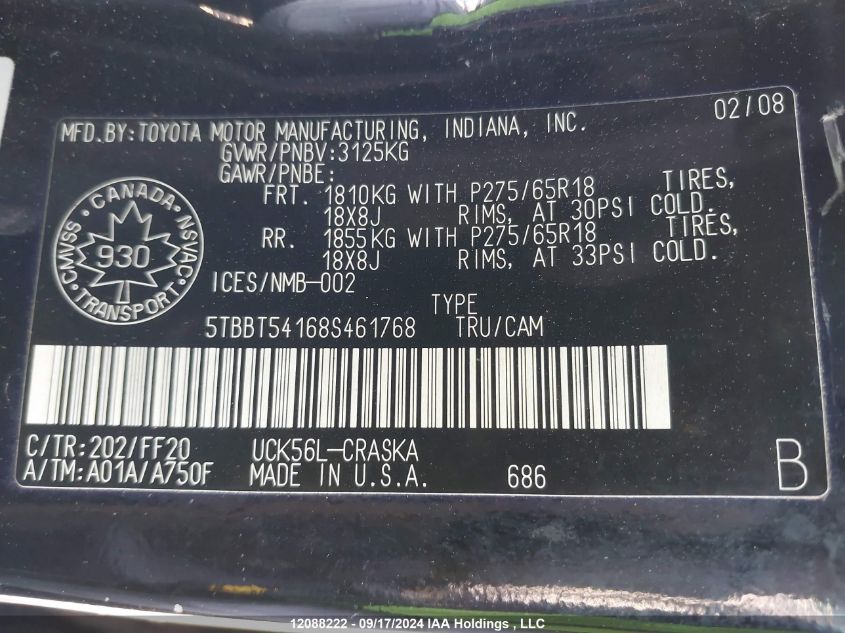 02/08
MFD.BY:TOYOTA MOTOR MANUFACTURING, INDIANA, INC.
GVWR/PNBV:3125KG
GAWR/PNBE:
FRT. 1810KG WITH P275/65R18 TIRES,
18X8J RIMS, AT 30PSI COLD.
RR. 1855KG WITH P275/65R18 TIRES,
18X8J RIMS, AT 33PSI COLD.
CANADA
CMVSS 930 NSVAC
TRANSPORT
ICES/NMB-002
TYPE
5TBBT54168S461768 TRU/CAM
C/TR:202/FF20 UCK56L-CRASKA
A/TM:A01A/A750F MADE IN U.S.A. 686 B
12088222 - 09/17/2024 IAA Holdings , LLC